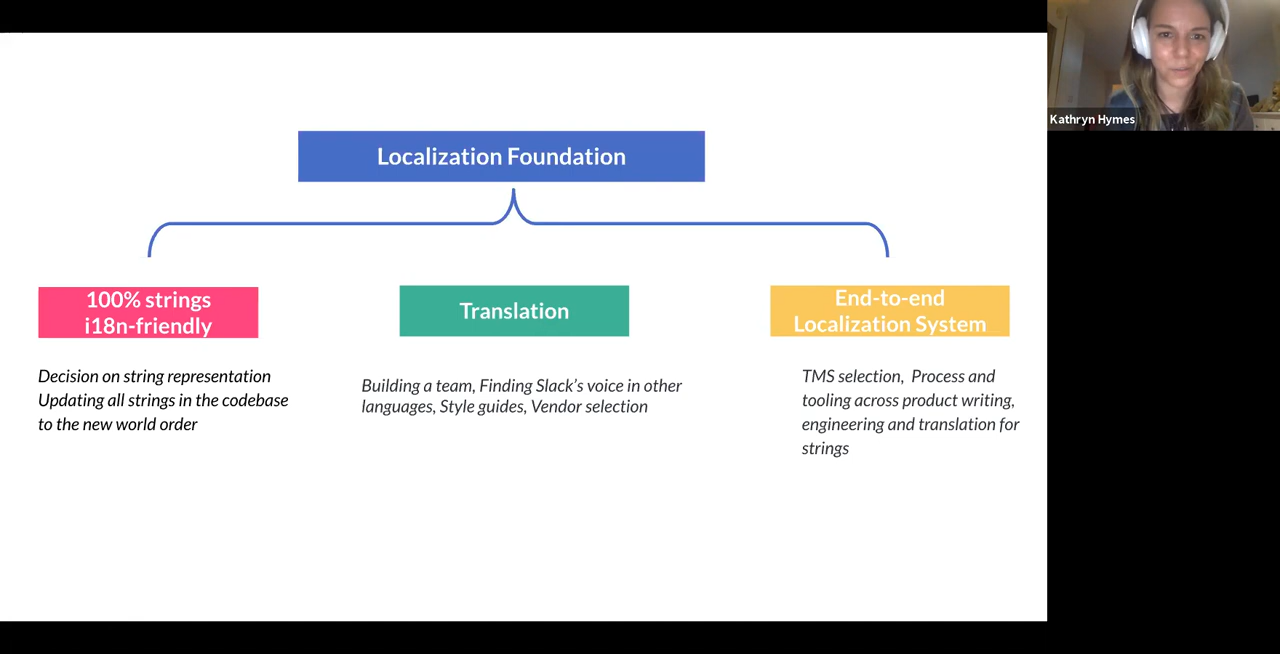 Kathryn Hymes
Localization Foundation
100% strings
i18n-friendly
Decision on string representation
Updating all strings in the codebase
to the new world order
Translation
Building a team, Finding Slack's voice in other
languages, Style guides, Vendor selection
End-to-end
Localization System
TMS selection,  Process and
tooling across product writing,
engineering and translation for
strings